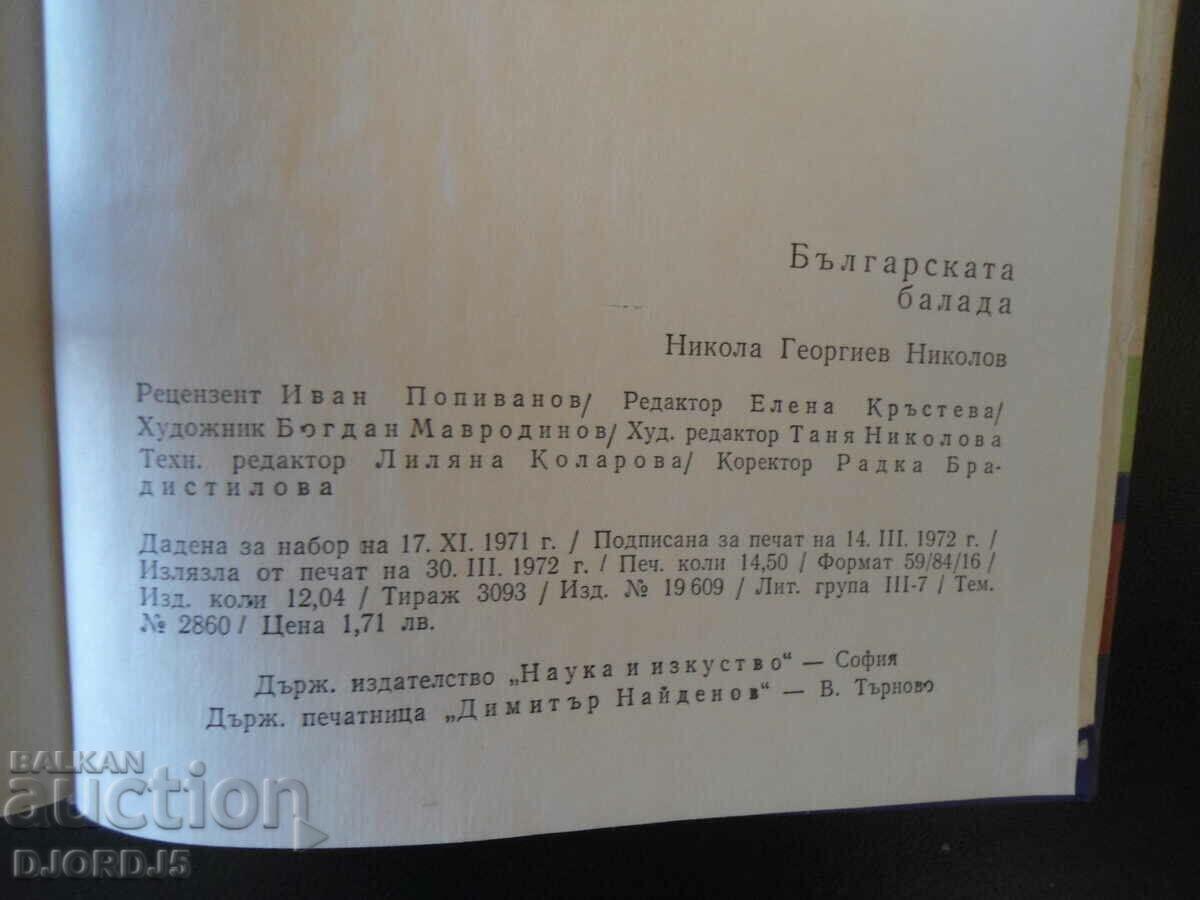 Българската
балада
Никола Георгиев Николов
Рецензент Иван Попиванов/ Редактор Елена Кръстева/
Художник Богдан Мавродинов/ Худ. редактор Таня Николова
Техн. редактор Лиляна Коларова/ Коректор Радка Бра-
дистилова
Дадена за набор на 17. XI. 1971 г. / Подписана за печат на 14. III. 1972 г. /
Излязла от печат на 30. III. 1972 г. / Печ. коли 14,50 / Формат 59/84/16 /
Изд. коли 12,04 / Тираж 3093 / Изд. № 19609 / Лит. група III-7 / Тем.
№ 2860 / Цена 1,71 лв.
Държ. издателство „Наука и изкуство“ — София
Държ. печатница „Димитър Найденов“ — В. Търново
BALKAN
auction
DJORDJ5